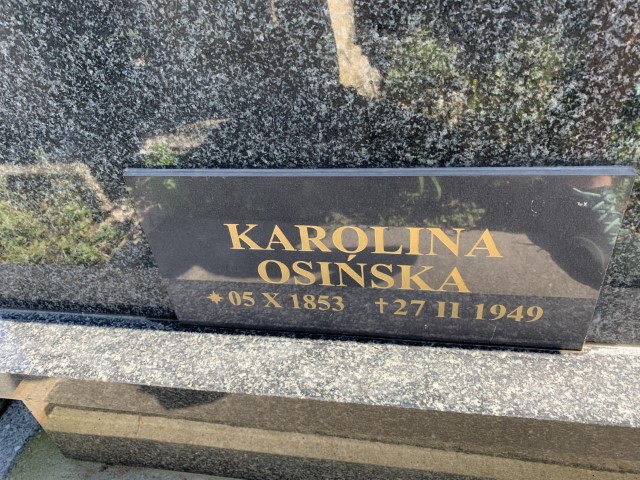 KAROLINA
OSIŃSKA
✷05 X 1853 †27 II 1949